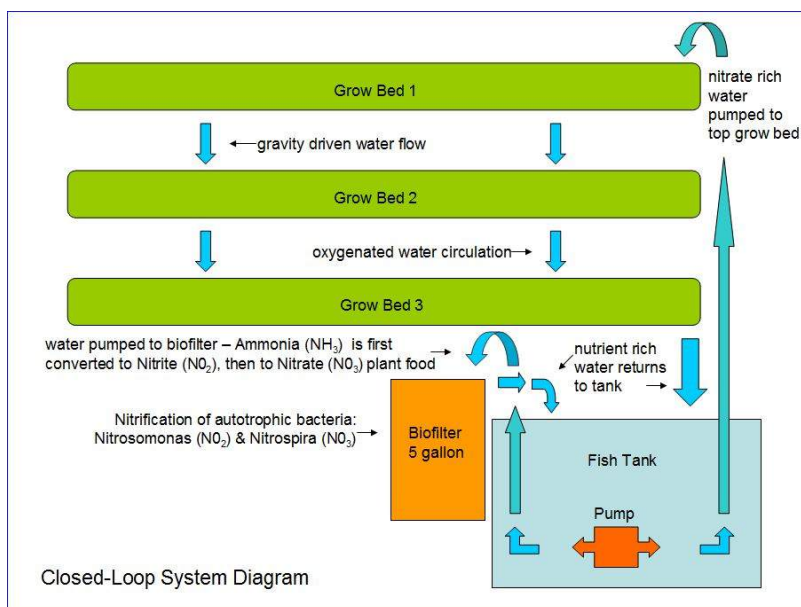 Grow Bed 1
nitrate rich
water
pumped to
top grow bed
gravity driven water flow
Grow Bed 2
oxygenated water circulation
Grow Bed 3
water pumped to biofilter – Ammonia (NH₃) is first
converted to Nitrite (N0₂), then to Nitrate (N0₃) plant food
nutrient rich
water returns
to tank
Nitrification of autotrophic bacteria:
Nitrosomonas (N0₂) & Nitrospira (N0₃)
Biofilter
5 gallon
Fish Tank
Pump
Closed-Loop System Diagram